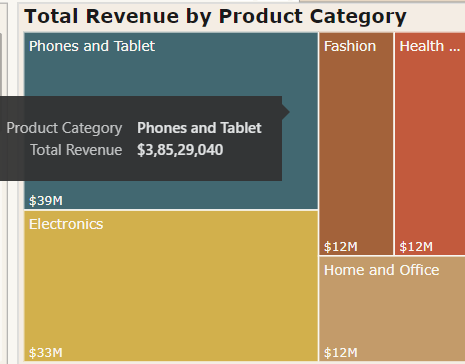 Total Revenue by Product Category
Phones and Tablet
Fashion
Health ...
Product Category Phones and Tablet
Total Revenue $3,85,29,040
$39M
Electronics
$12M
$12M
Home and Office
$33M
$12M